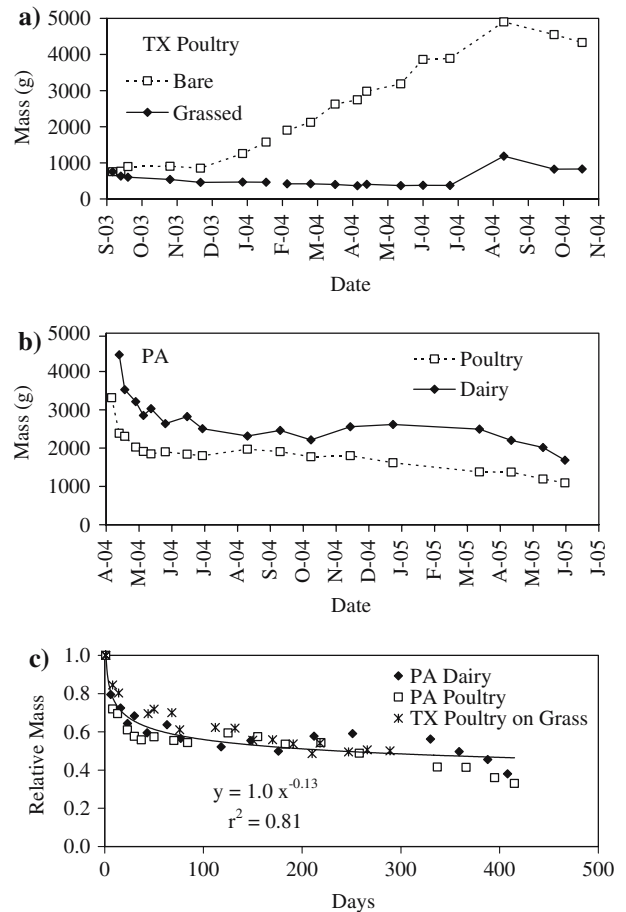 a)
TX Poultry
Bare
Grassed
Mass (g)
5000
4000
3000
2000
1000
0
S-03
O-03
N-03
D-03
J-04
F-04
M-04
A-04
M-04
J-04
J-04
A-04
S-04
O-04
N-04
Date
b)
PA
Poultry
Dairy
Mass (g)
5000
4000
3000
2000
1000
0
A-04
M-04
J-04
J-04
A-04
S-04
O-04
N-04
D-04
J-05
F-05
M-05
A-05
M-05
J-05
J-05
Date
c)
PA Dairy
PA Poultry
TX Poultry on Grass
Relative Mass
1.0
0.8
0.6
0.4
0.2
0.0
y = 1.0 x^-0.13
r^2 = 0.81
0
100
200
300
400
500
Days